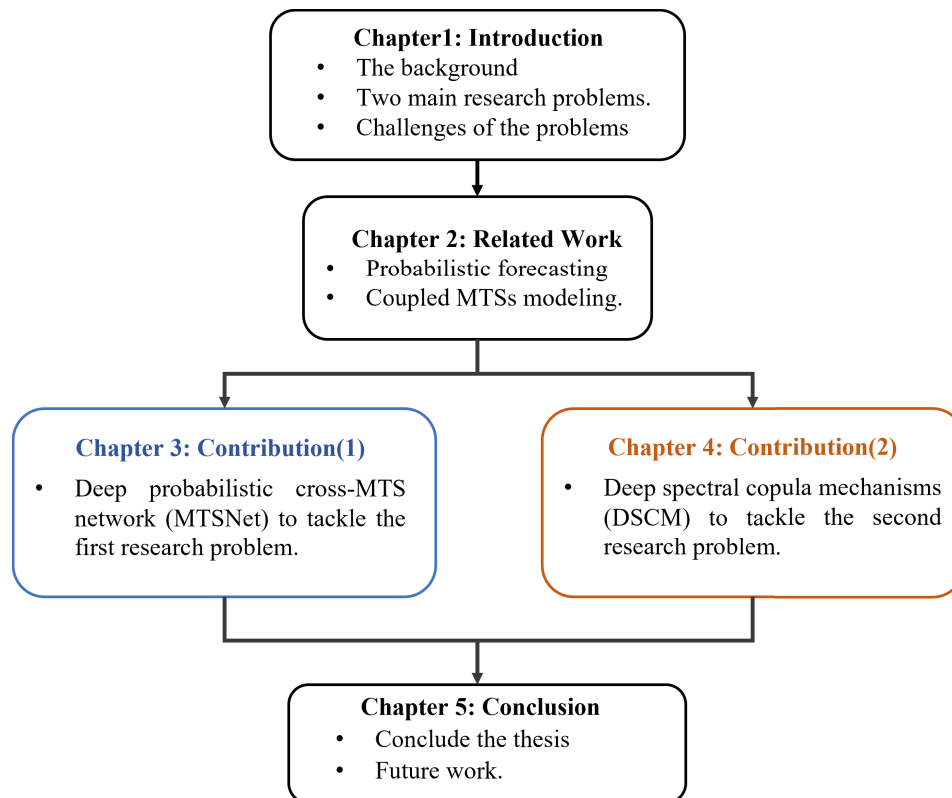 Chapter1: Introduction
• The background
• Two main research problems.
• Challenges of the problems
Chapter 2: Related Work
• Probabilistic forecasting
• Coupled MTSs modeling.
Chapter 3: Contribution(1)
• Deep probabilistic cross-MTS
network (MTSNet) to tackle the
first research problem.
Chapter 4: Contribution(2)
• Deep spectral copula mechanisms
(DSCM) to tackle the second
research problem.
Chapter 5: Conclusion
• Conclude the thesis
• Future work.